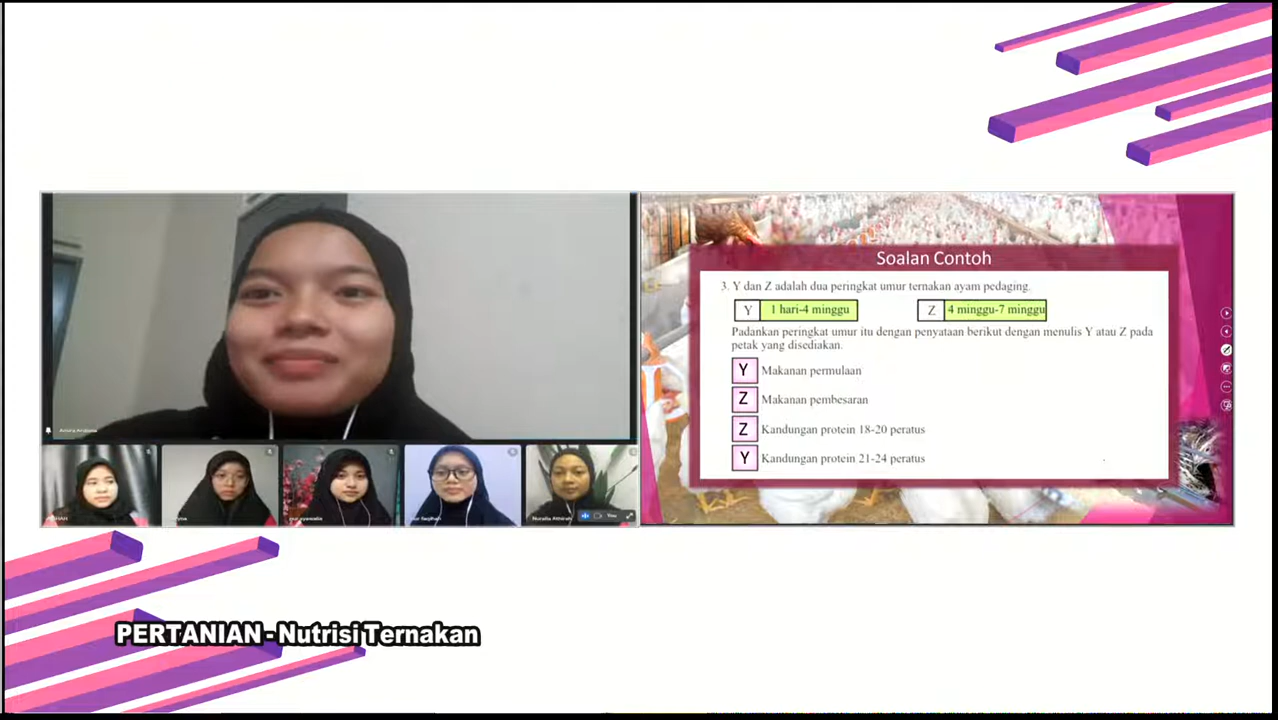 Soalan Contoh
3. Y dan Z adalah dua peringkat umur ternakan ayam pedaging.
Y 1 hari-4 minggu
Z 4 minggu-7 minggu
Padankan peringkat umur itu dengan penyataan berikut dengan menulis Y atau Z pada
petak yang disediakan.
Y Makanan permulaan
Z Makanan pembesaran
Z Kandungan protein 18-20 peratus
Y Kandungan protein 21-24 peratus
You
PERTANIAN - Nutrisi Ternakan